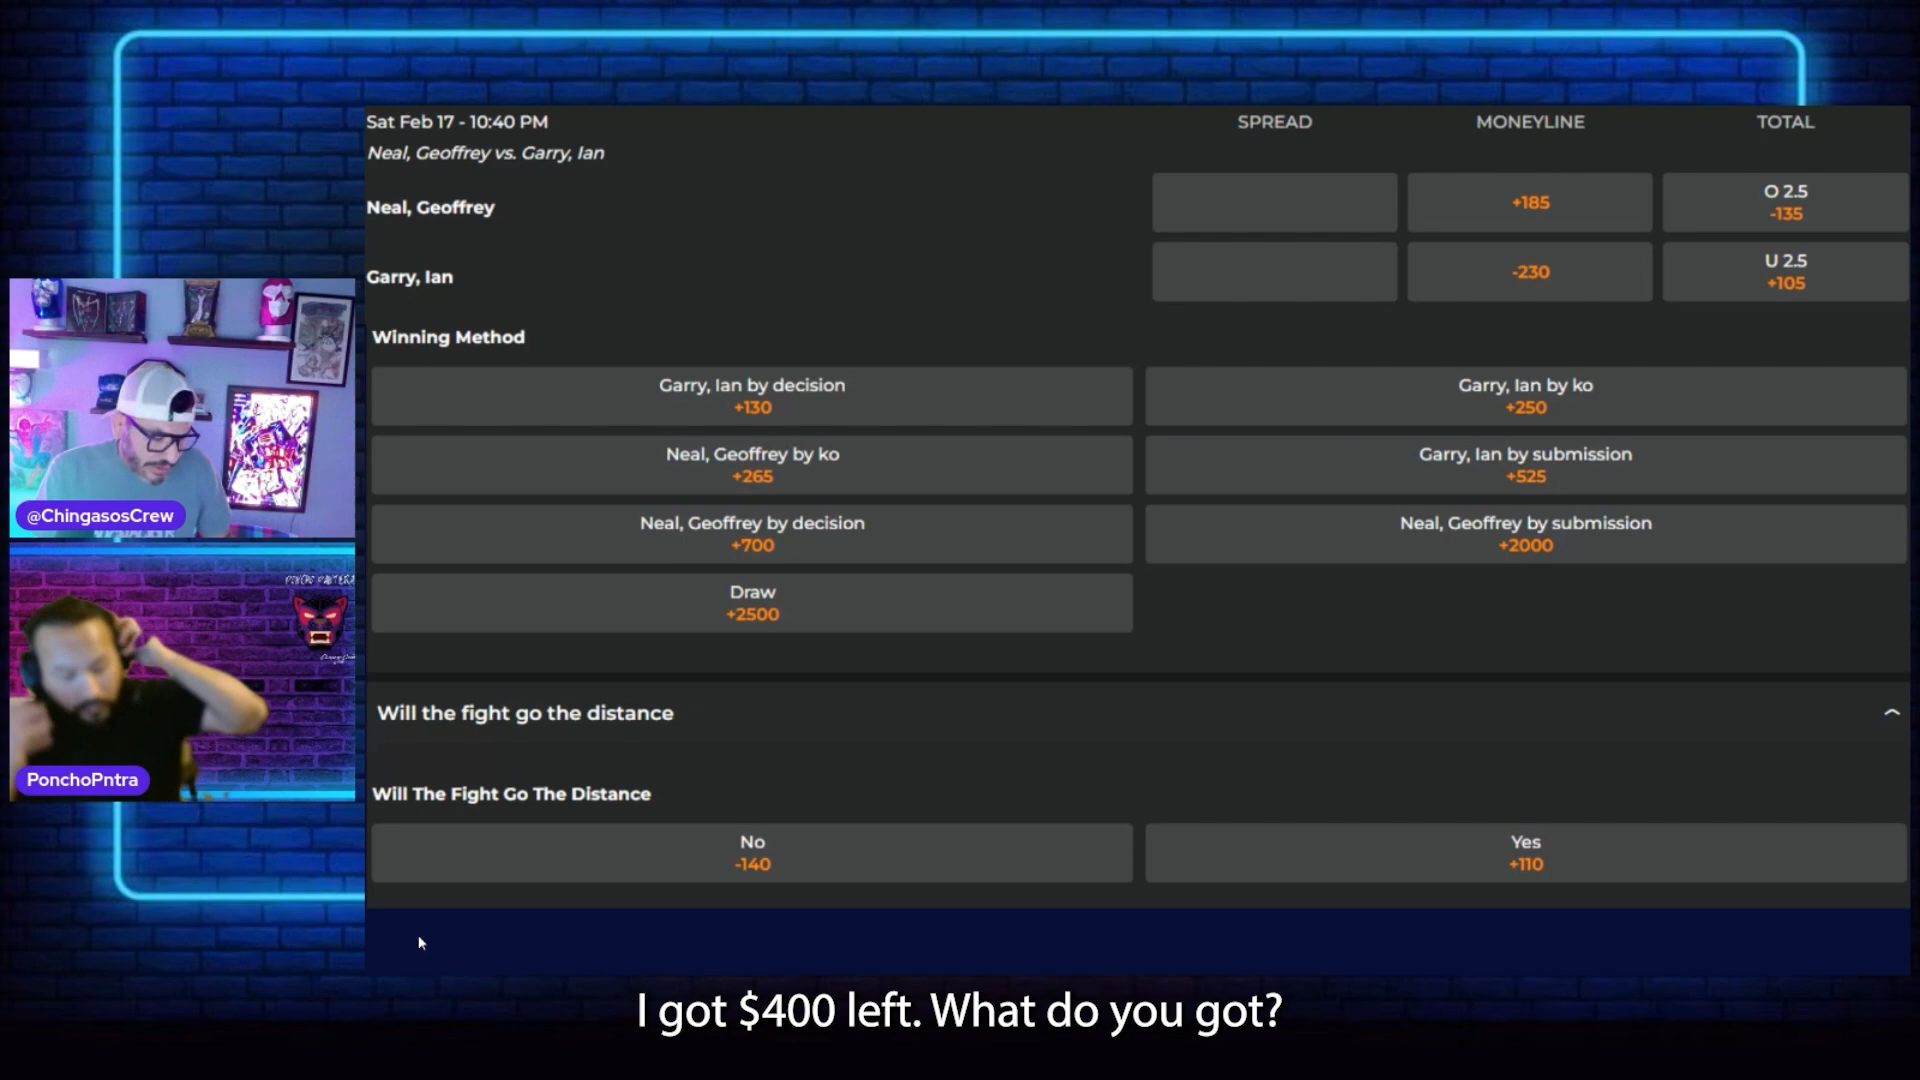 Sat Feb 17 - 10:40 PM
SPREAD
MONEYLINE
TOTAL
Neal, Geoffrey vs. Garry, Ian
Neal, Geoffrey
+185
O 2.5
-135
Garry, Ian
-230
U 2.5
+105
Winning Method
Garry, Ian by decision
+130
Garry, Ian by ko
+250
Neal, Geoffrey by ko
+265
Garry, Ian by submission
+525
Neal, Geoffrey by decision
+700
Neal, Geoffrey by submission
+2000
Draw
+2500
Will the fight go the distance
Will The Fight Go The Distance
No
-140
Yes
+110
@ChingasosCrew
PONCHO PANTERA
PonchoPntra
I got $400 left. What do you got?